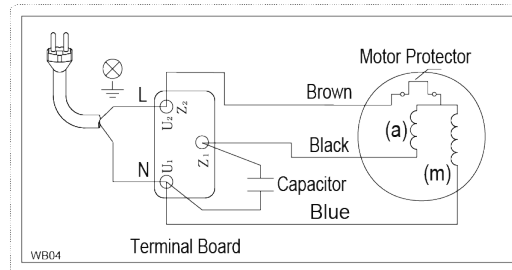 Motor Protector
Brown
L
U2 Z2
(a)
Black
Z1
(m)
N
U1
Capacitor
Blue
Terminal Board
WB04